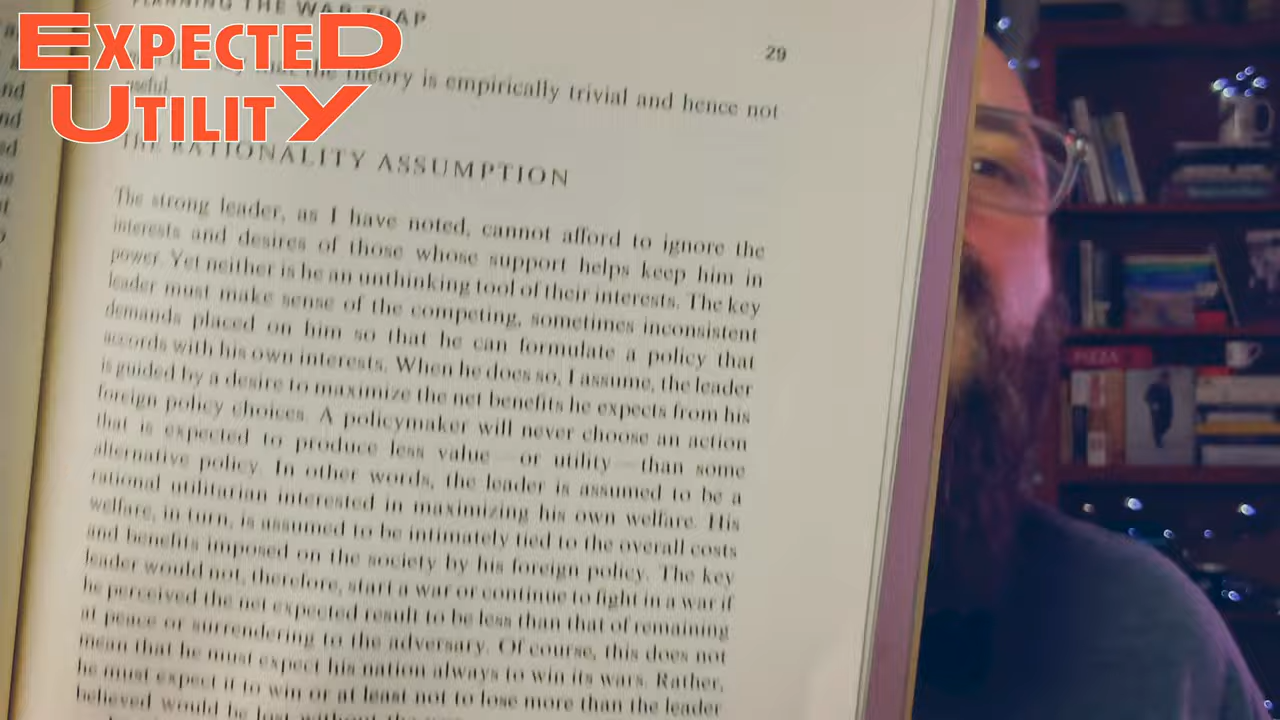 EXPECTED
UTILITY
PLANNING THE WAR TRAP
29
the theory is empirically trivial and hence not
useful.
THE RATIONALITY ASSUMPTION
The strong leader, as I have noted, cannot afford to ignore the
interests and desires of those whose support helps keep him in
power. Yet neither is he an unthinking tool of their interests. The key
leader must make sense of the competing, sometimes inconsistent
demands placed on him so that he can formulate a policy that
accords with his own interests. When he does so, I assume, the leader
is guided by a desire to maximize the net benefits he expects from his
foreign policy choices. A policymaker will never choose an action
that is expected to produce less value—or utility—than some
alternative policy. In other words, the leader is assumed to be a
rational utilitarian interested in maximizing his own welfare. His
welfare, in turn, is assumed to be intimately tied to the overall costs
and benefits imposed on the society by his foreign policy. The key
leader would not, therefore, start a war or continue to fight in a war if
he perceived the net expected result to be less than that of remaining
at peace or surrendering to the adversary. Of course, this does not
mean that he must expect his nation always to win its wars. Rather,
he must expect it to win or at least not to lose more than the leader
believed would be lost without the
PIZZA